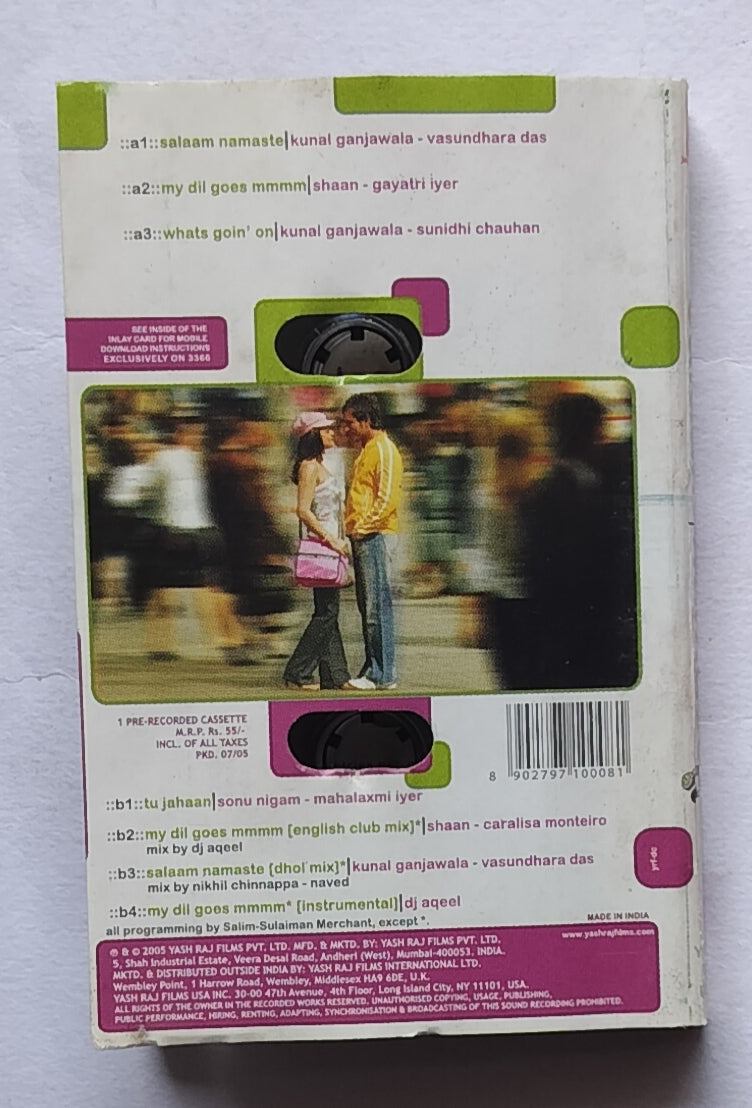 ::a1::salaam namaste|kunal ganjawala - vasundhara das
::a2::my dil goes mmmm|shaan - gayatri iyer
::a3::whats goin' on|kunal ganjawala - sunidhi chauhan
SEE INSIDE OF THE
INLAY CARD FOR MOBILE
DOWNLOAD INSTRUCTIONS
EXCLUSIVELY ON 3366
1 PRE-RECORDED CASSETTE
M.R.P. Rs. 55/-
INCL. OF ALL TAXES
PKD. 07/05
8 902797 100081
::b1::tu jahaan|sonu nigam - mahalaxmi iyer
::b2::my dil goes mmmm [english club mix]*|shaan - caralisa monteiro
mix by dj aqeel
::b3::salaam namaste [dhol mix]*|kunal ganjawala - vasundhara das
mix by nikhil chinnappa - naved
::b4::my dil goes mmmm* [instrumental]|dj aqeel
all programming by Salim-Sulaiman Merchant, except *.
yrf-dc
MADE IN INDIA
www.yashrajfilms.com
℗ & © 2005 YASH RAJ FILMS PVT. LTD. MFD. & MKTD. BY: YASH RAJ FILMS PVT. LTD.
5, Shah Industrial Estate, Veera Desai Road, Andheri (West), Mumbai-400053. INDIA.
MKTD. & DISTRIBUTED OUTSIDE INDIA BY: YASH RAJ FILMS INTERNATIONAL LTD.
Wembley Point, 1 Harrow Road, Wembley, Middlesex HA9 6DE, U.K.
YASH RAJ FILMS USA INC. 30-00 47th Avenue, 4th Floor, Long Island City, NY 11101, USA.
ALL RIGHTS OF THE OWNER IN THE RECORDED WORKS RESERVED. UNAUTHORISED COPYING, USAGE, PUBLISHING,
PUBLIC PERFORMANCE, HIRING, RENTING, ADAPTING, SYNCHRONISATION & BROADCASTING OF THIS SOUND RECORDING PROHIBITED.